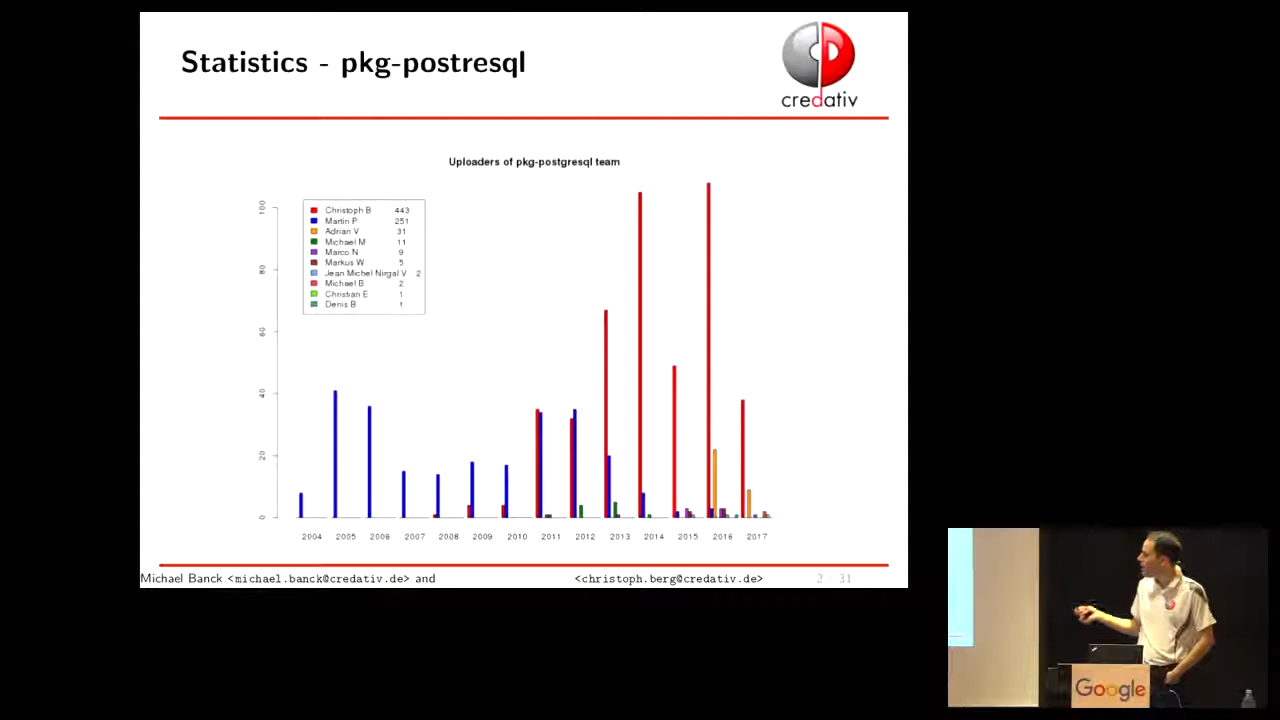 Statistics - pkg-postresql
credativ
Uploaders of pkg-postgresql team
Christoph B 443
Martin P 251
Adrian V 31
Michael M 11
Marco N 9
Markus W 5
Jean Michel Nirgal V 2
Michael B 2
Christian E 1
Denis B 1
100
80
60
40
20
0
2004 2005 2006 2007 2008 2009 2010 2011 2012 2013 2014 2015 2016 2017
Michael Banck <michael.banck@credativ.de> and <christoph.berg@credativ.de> 2 / 31
Google